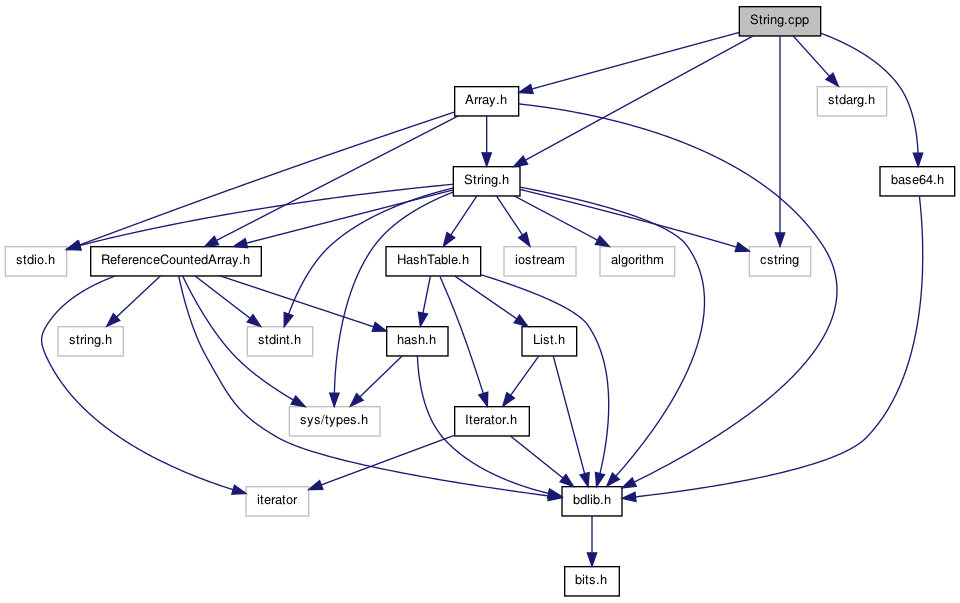 String.cpp
Array.h
stdarg.h
String.h
base64.h
stdio.h
ReferenceCountedArray.h
HashTable.h
iostream
algorithm
cstring
string.h
stdint.h
hash.h
List.h
sys/types.h
Iterator.h
iterator
bdlib.h
bits.h